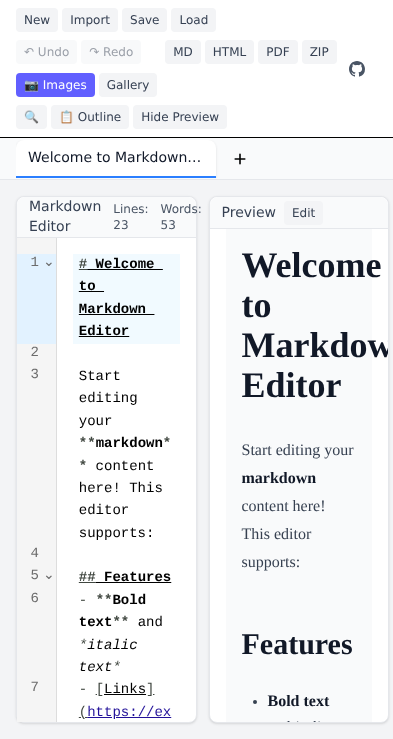 New Import Save Load
↶ Undo ↷ Redo MD HTML PDF ZIP
📷 Images Gallery
🔍 📋 Outline Hide Preview
Welcome to Markdown... +
Markdown Editor Lines: 23 Words: 53
1 # Welcome
to
Markdown
Editor
2
3 Start
editing
your
**markdown*
* content
here! This
editor
supports:
4
5 ## Features
6 - **Bold
text** and
*italic
text*
7 - [Links]
(https://ex
Preview Edit
Welcome
to
Markdow
Editor
Start editing your
markdown
content here!
This editor
supports:
Features
• Bold text